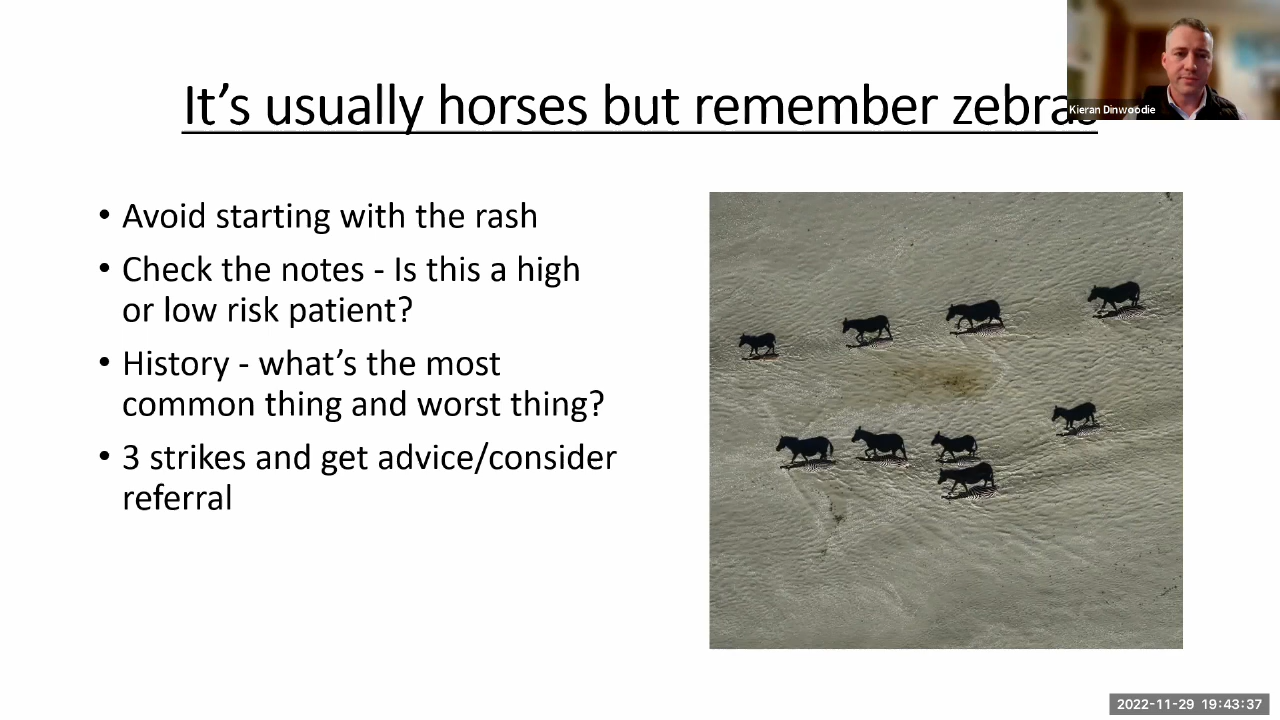 It's usually horses but remember zebras
Kieran Dinwoodie
• Avoid starting with the rash
• Check the notes - Is this a high
or low risk patient?
• History - what's the most
common thing and worst thing?
• 3 strikes and get advice/consider
referral
2022-11-29 19:43:37